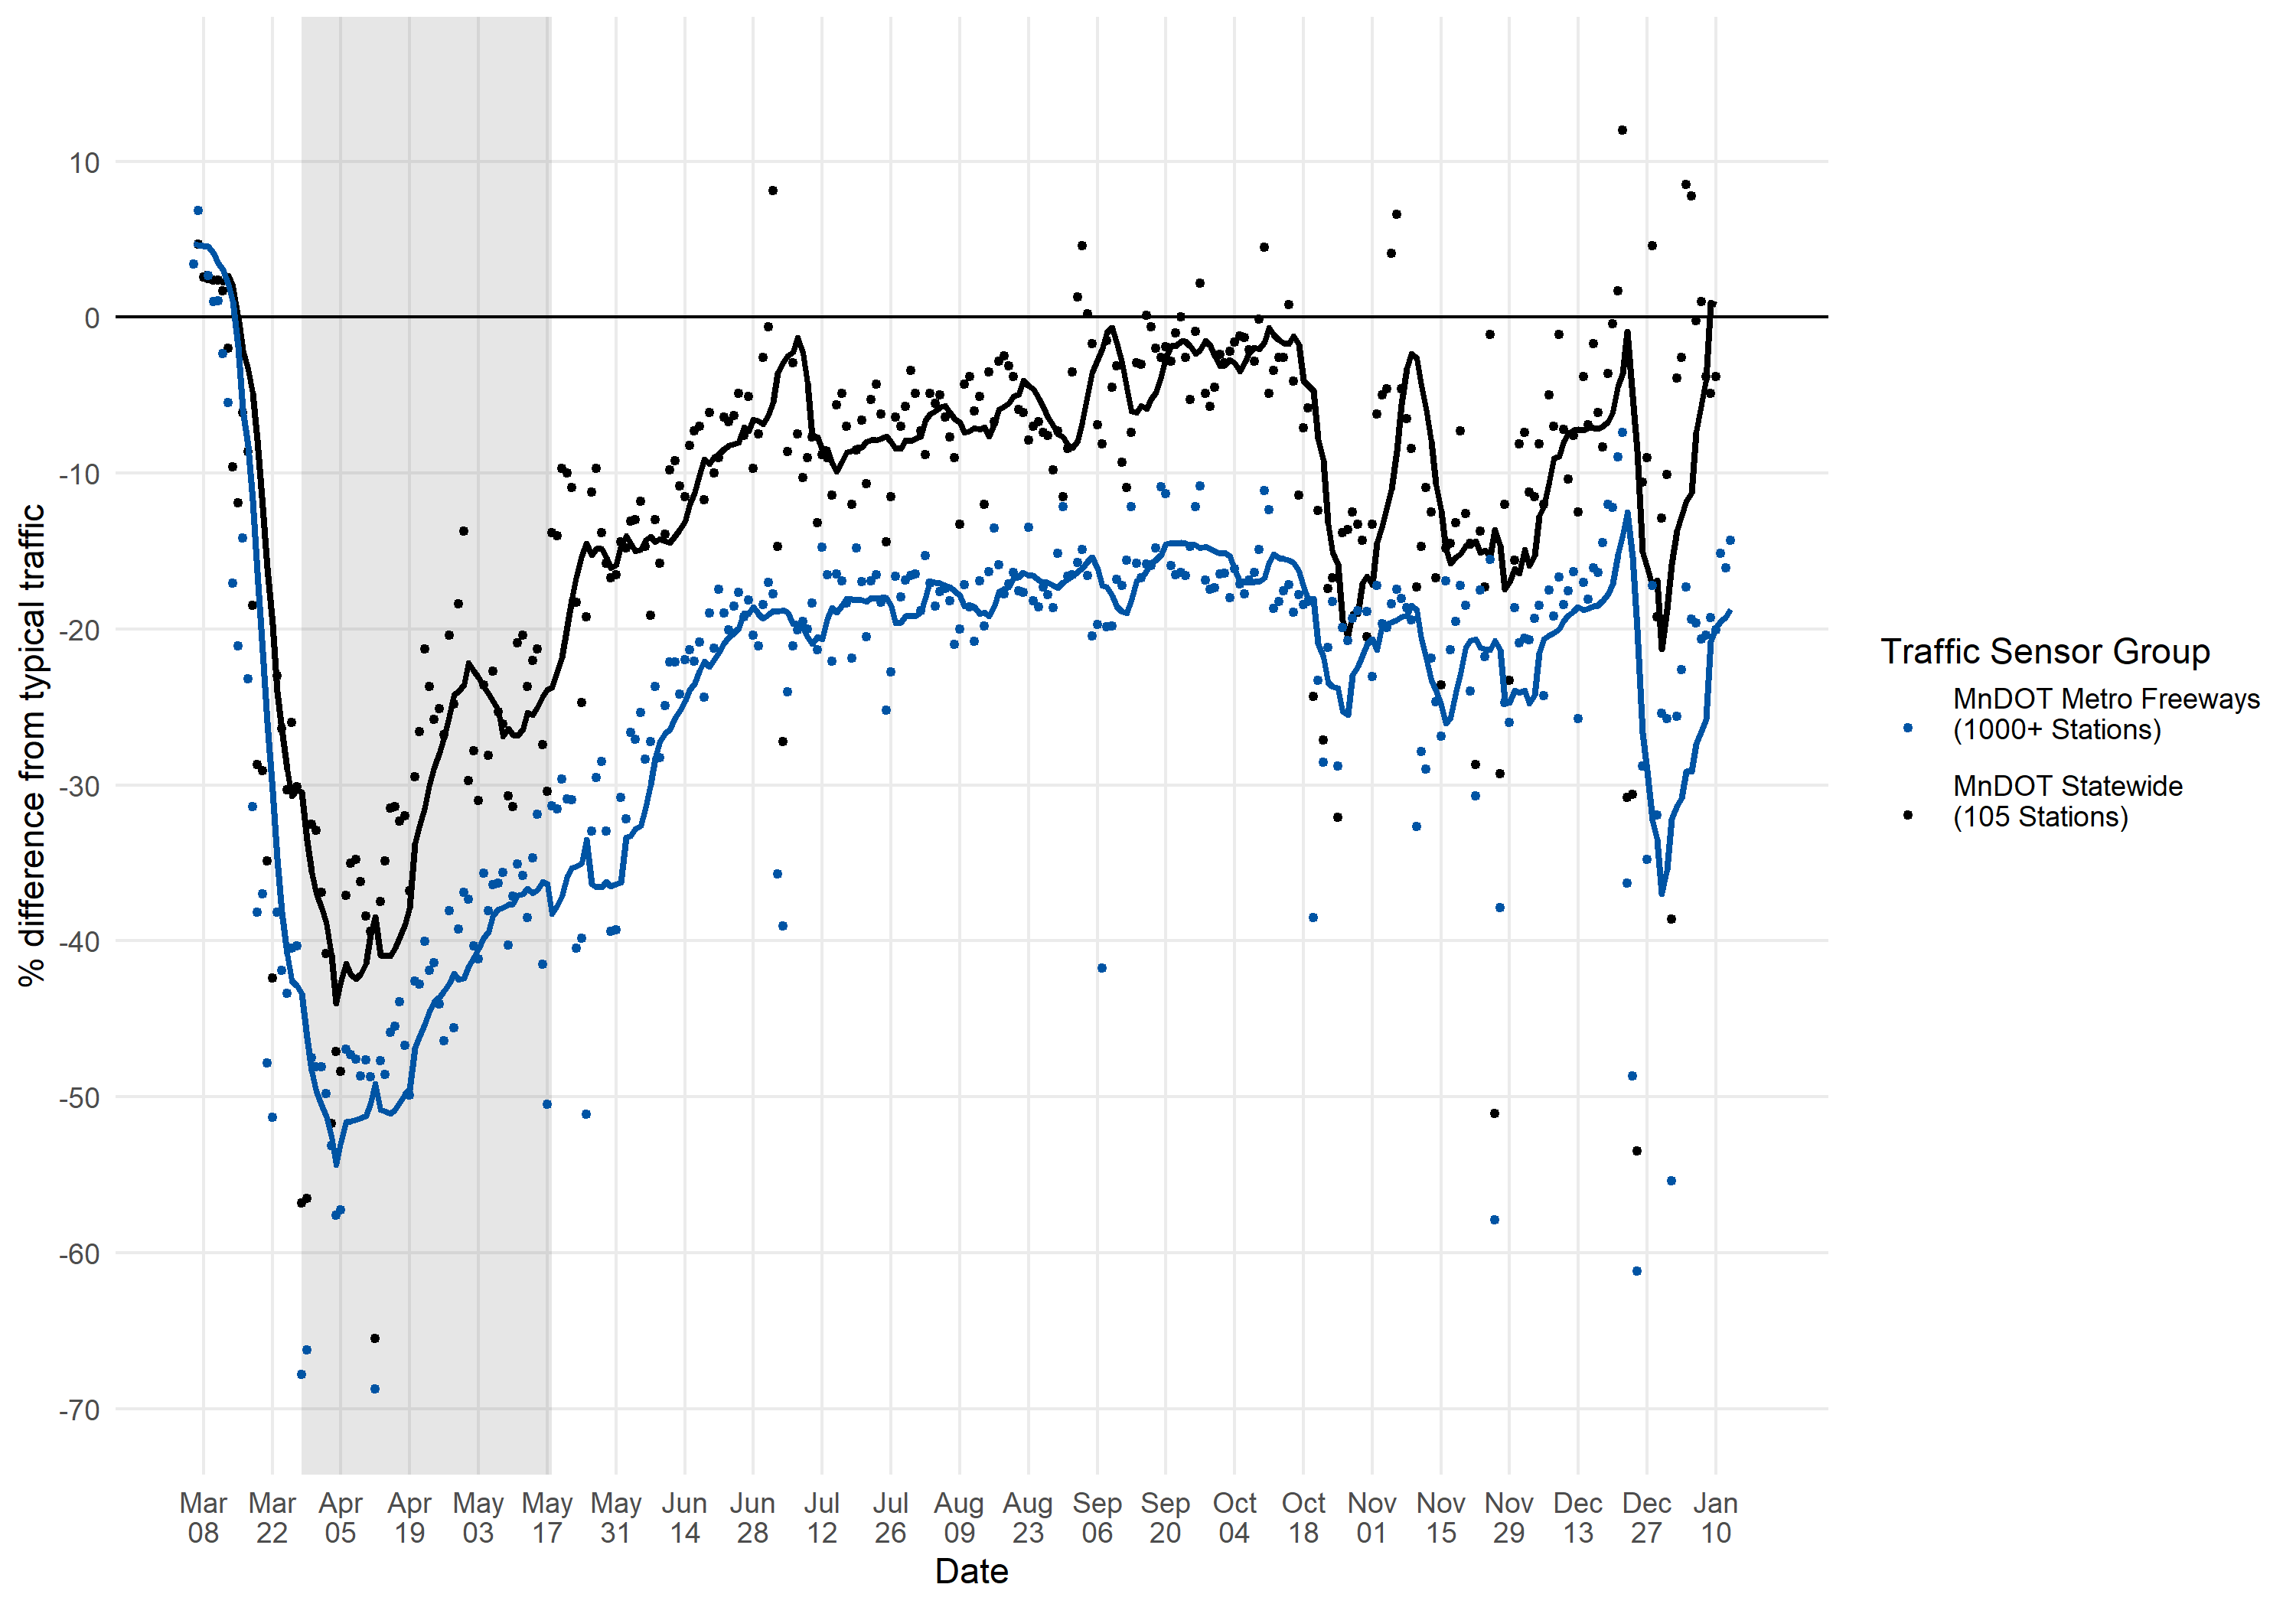 % difference from typical traffic
10
0
-10
-20
-30
-40
-50
-60
-70
Mar 08
Mar 22
Apr 05
Apr 19
May 03
May 17
May 31
Jun 14
Jun 28
Jul 12
Jul 26
Aug 09
Aug 23
Sep 06
Sep 20
Oct 04
Oct 18
Nov 01
Nov 15
Nov 29
Dec 13
Dec 27
Jan 10
Date
Traffic Sensor Group
MnDOT Metro Freeways
(1000+ Stations)
MnDOT Statewide
(105 Stations)